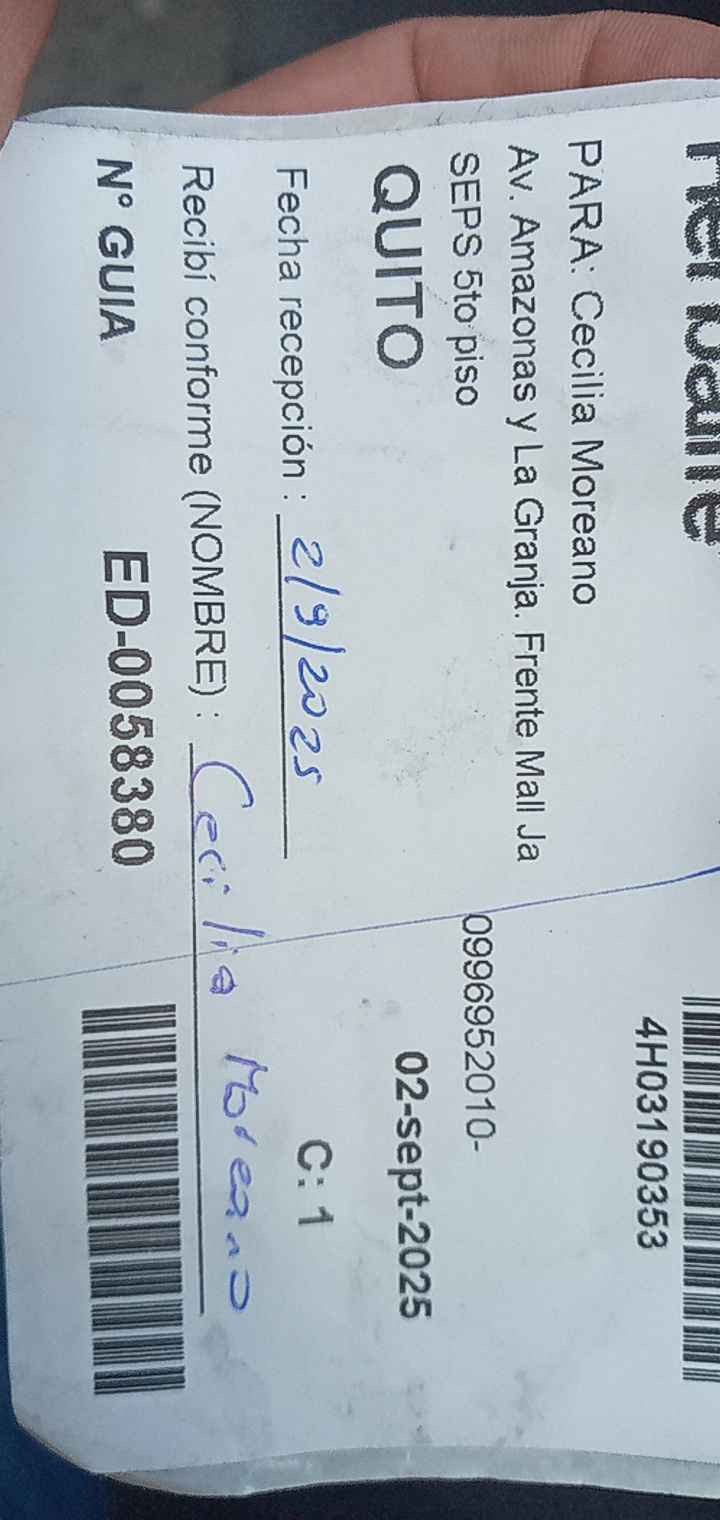 4H03190353
PARA: Cecilia Moreano
Av. Amazonas y La Granja. Frente Mall Ja
SEPS 5to piso
0996952010-
QUITO
02-sept-2025
Fecha recepción : 2/9/2025
C: 1
Recibí conforme (NOMBRE) : Cecilia Moreano
N° GUIA ED-0058380